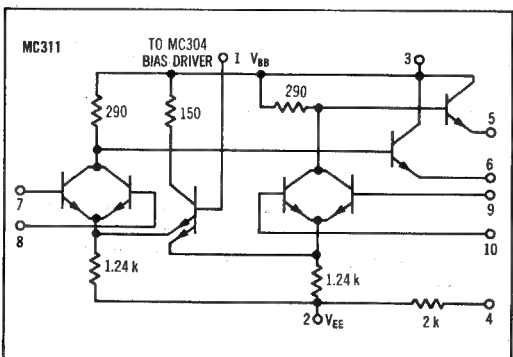 MC311
TO MC304
BIAS DRIVER
1 V_BB
3
290
150
290
5
6
7
8
9
10
1.24 k
1.24 k
2 V_EE
2 k
4